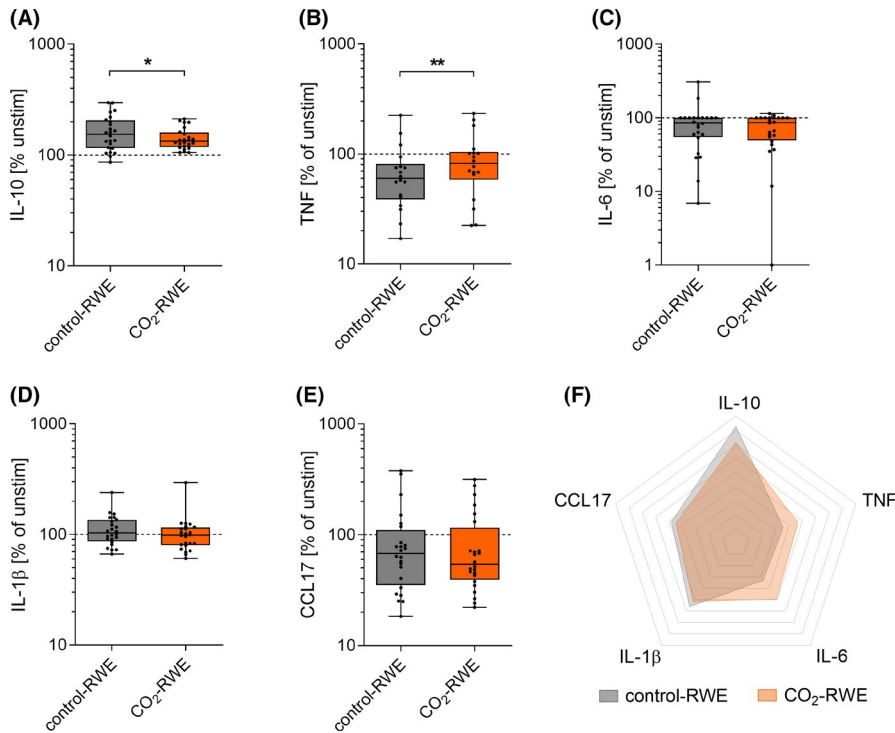 (A)
IL-10 [% unstim]
1000
100
10
*
control-RWE
CO₂-RWE
(B)
TNF [% of unstim]
1000
100
10
**
control-RWE
CO₂-RWE
(C)
IL-6 [% of unstim]
1000
100
10
1
control-RWE
CO₂-RWE
(D)
IL-1β [% of unstim]
1000
100
10
control-RWE
CO₂-RWE
(E)
CCL17 [% of unstim]
1000
100
10
control-RWE
CO₂-RWE
(F)
IL-10
CCL17
TNF
IL-1β
IL-6
control-RWE
CO₂-RWE